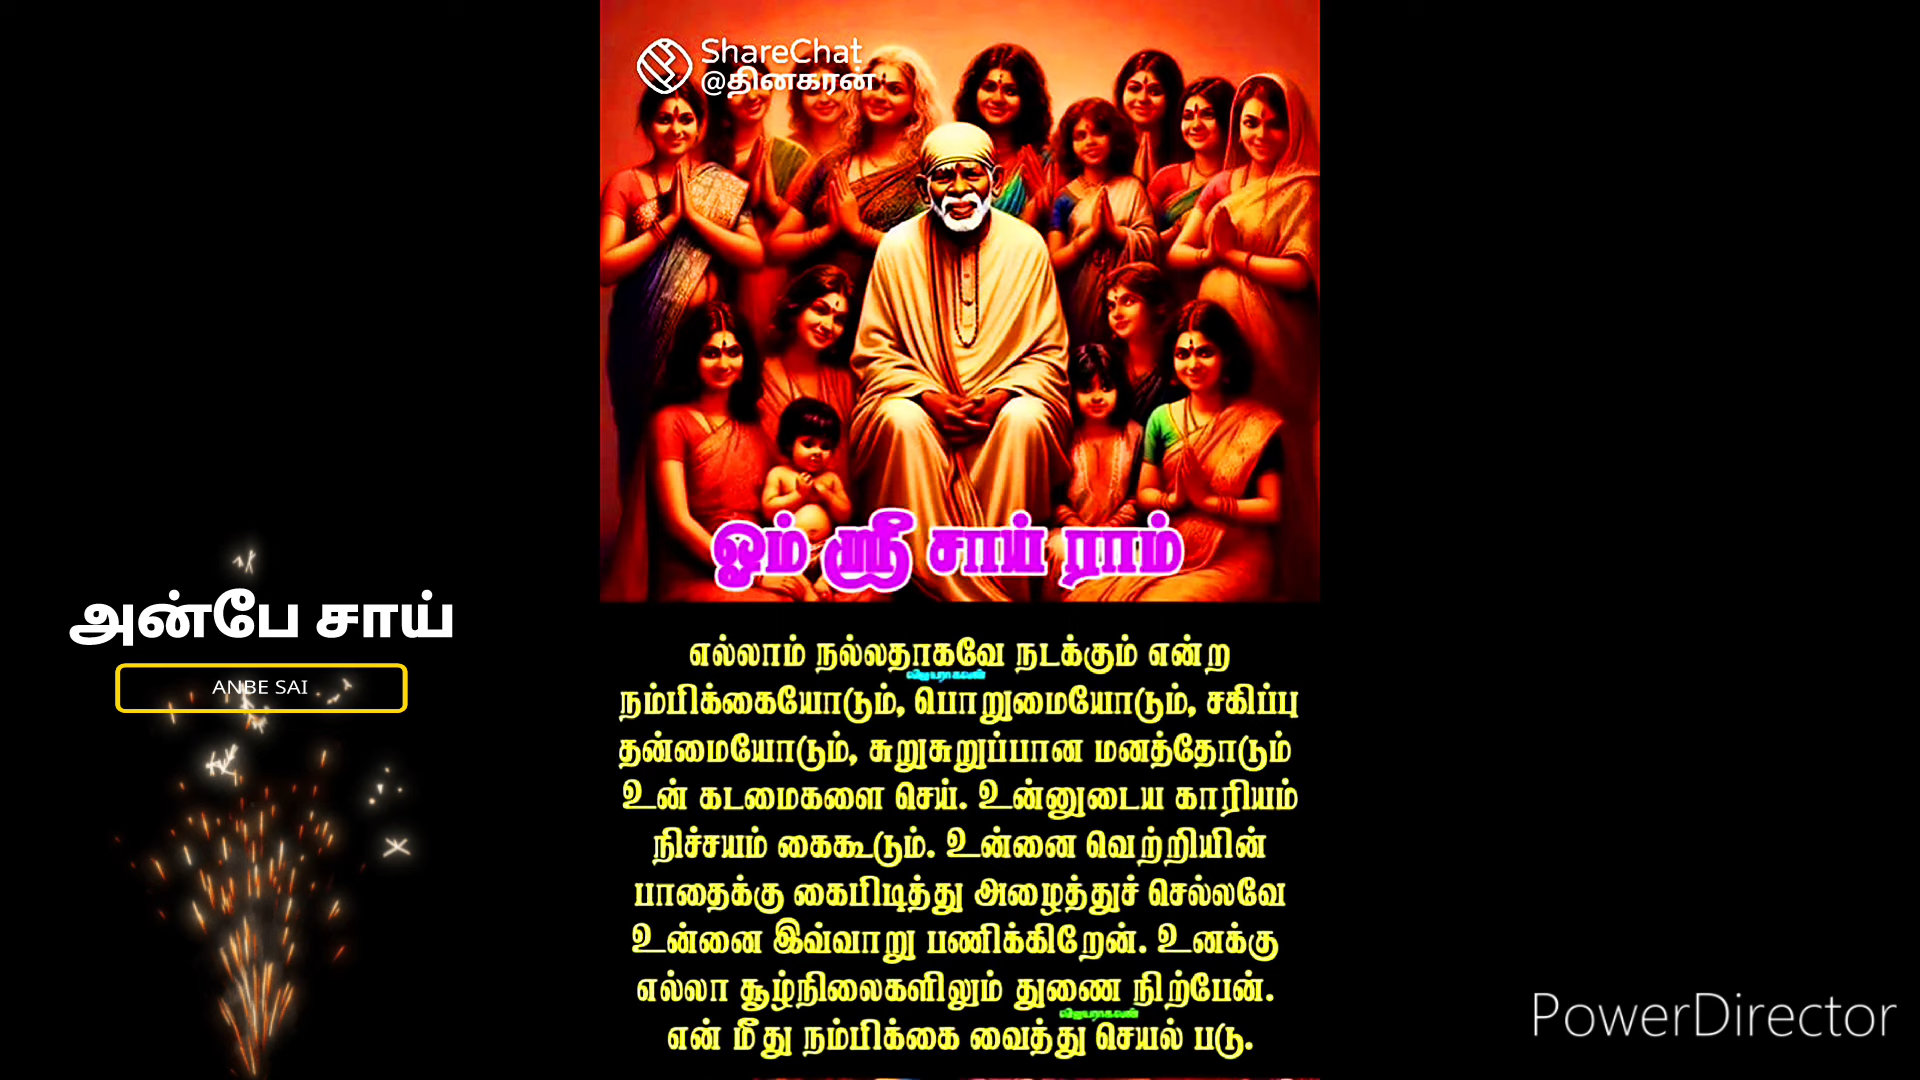 ShareChat
@தினகரன்
ஓம் ஸ்ரீ சாய் ராம்
அன்பே சாய்
ANBE SAI
எல்லாம் நல்லதாகவே நடக்கும் என்ற
நம்பிக்கையோடும், பொறுமையோடும், சகிப்பு
தன்மையோடும், சுறுசுறுப்பான மனத்தோடும்
உன் கடமைகளை செய். உன்னுடைய காரியம்
நிச்சயம் கைகூடும். உன்னை வெற்றியின்
பாதைக்கு கைபிடித்து அழைத்துச் செல்லவே
உன்னை இவ்வாறு பணிக்கிறேன். உனக்கு
எல்லா சூழ்நிலைகளிலும் துணை நிற்பேன்.
என் மீது நம்பிக்கை வைத்து செயல் படு.
PowerDirector